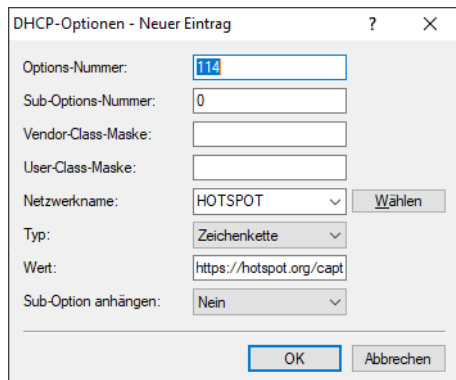 DHCP-Optionen - Neuer Eintrag ?
Options-Nummer: 114
Sub-Options-Nummer: 0
Vendor-Class-Maske:
User-Class-Maske:
Netzwerkname: HOTSPOT Wählen
Typ: Zeichenkette
Wert: https://hotspot.org/capt
Sub-Option anhängen: Nein
OK Abbrechen